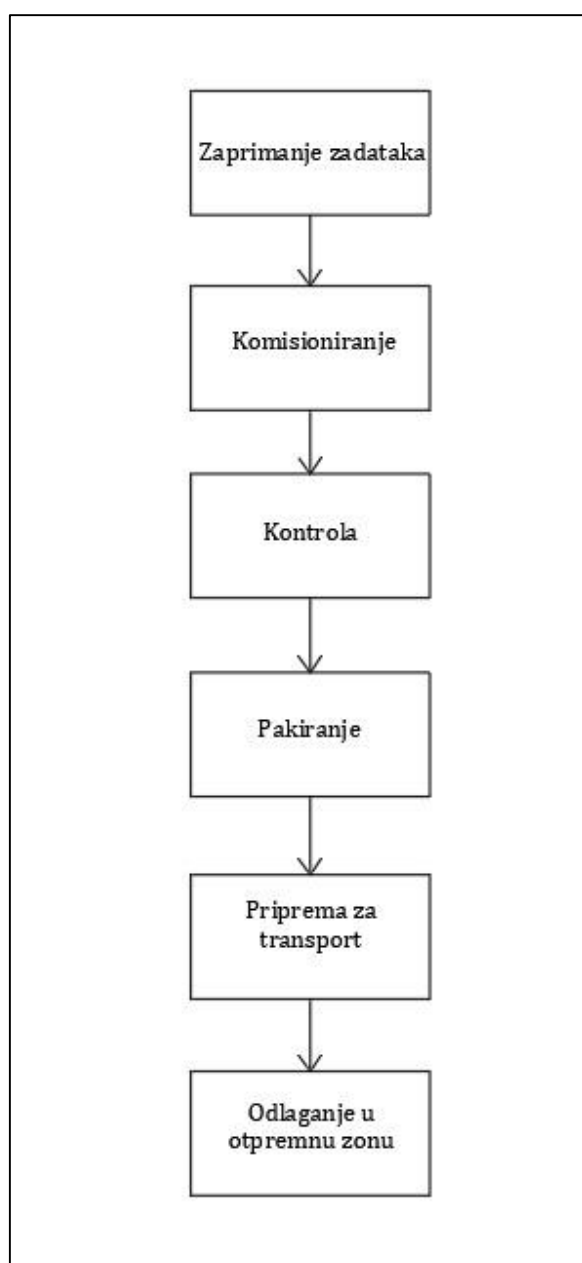 Zaprimanje zadataka
Komisioniranje
Kontrola
Pakiranje
Priprema za
transport
Odlaganje u
otpremnu zonu